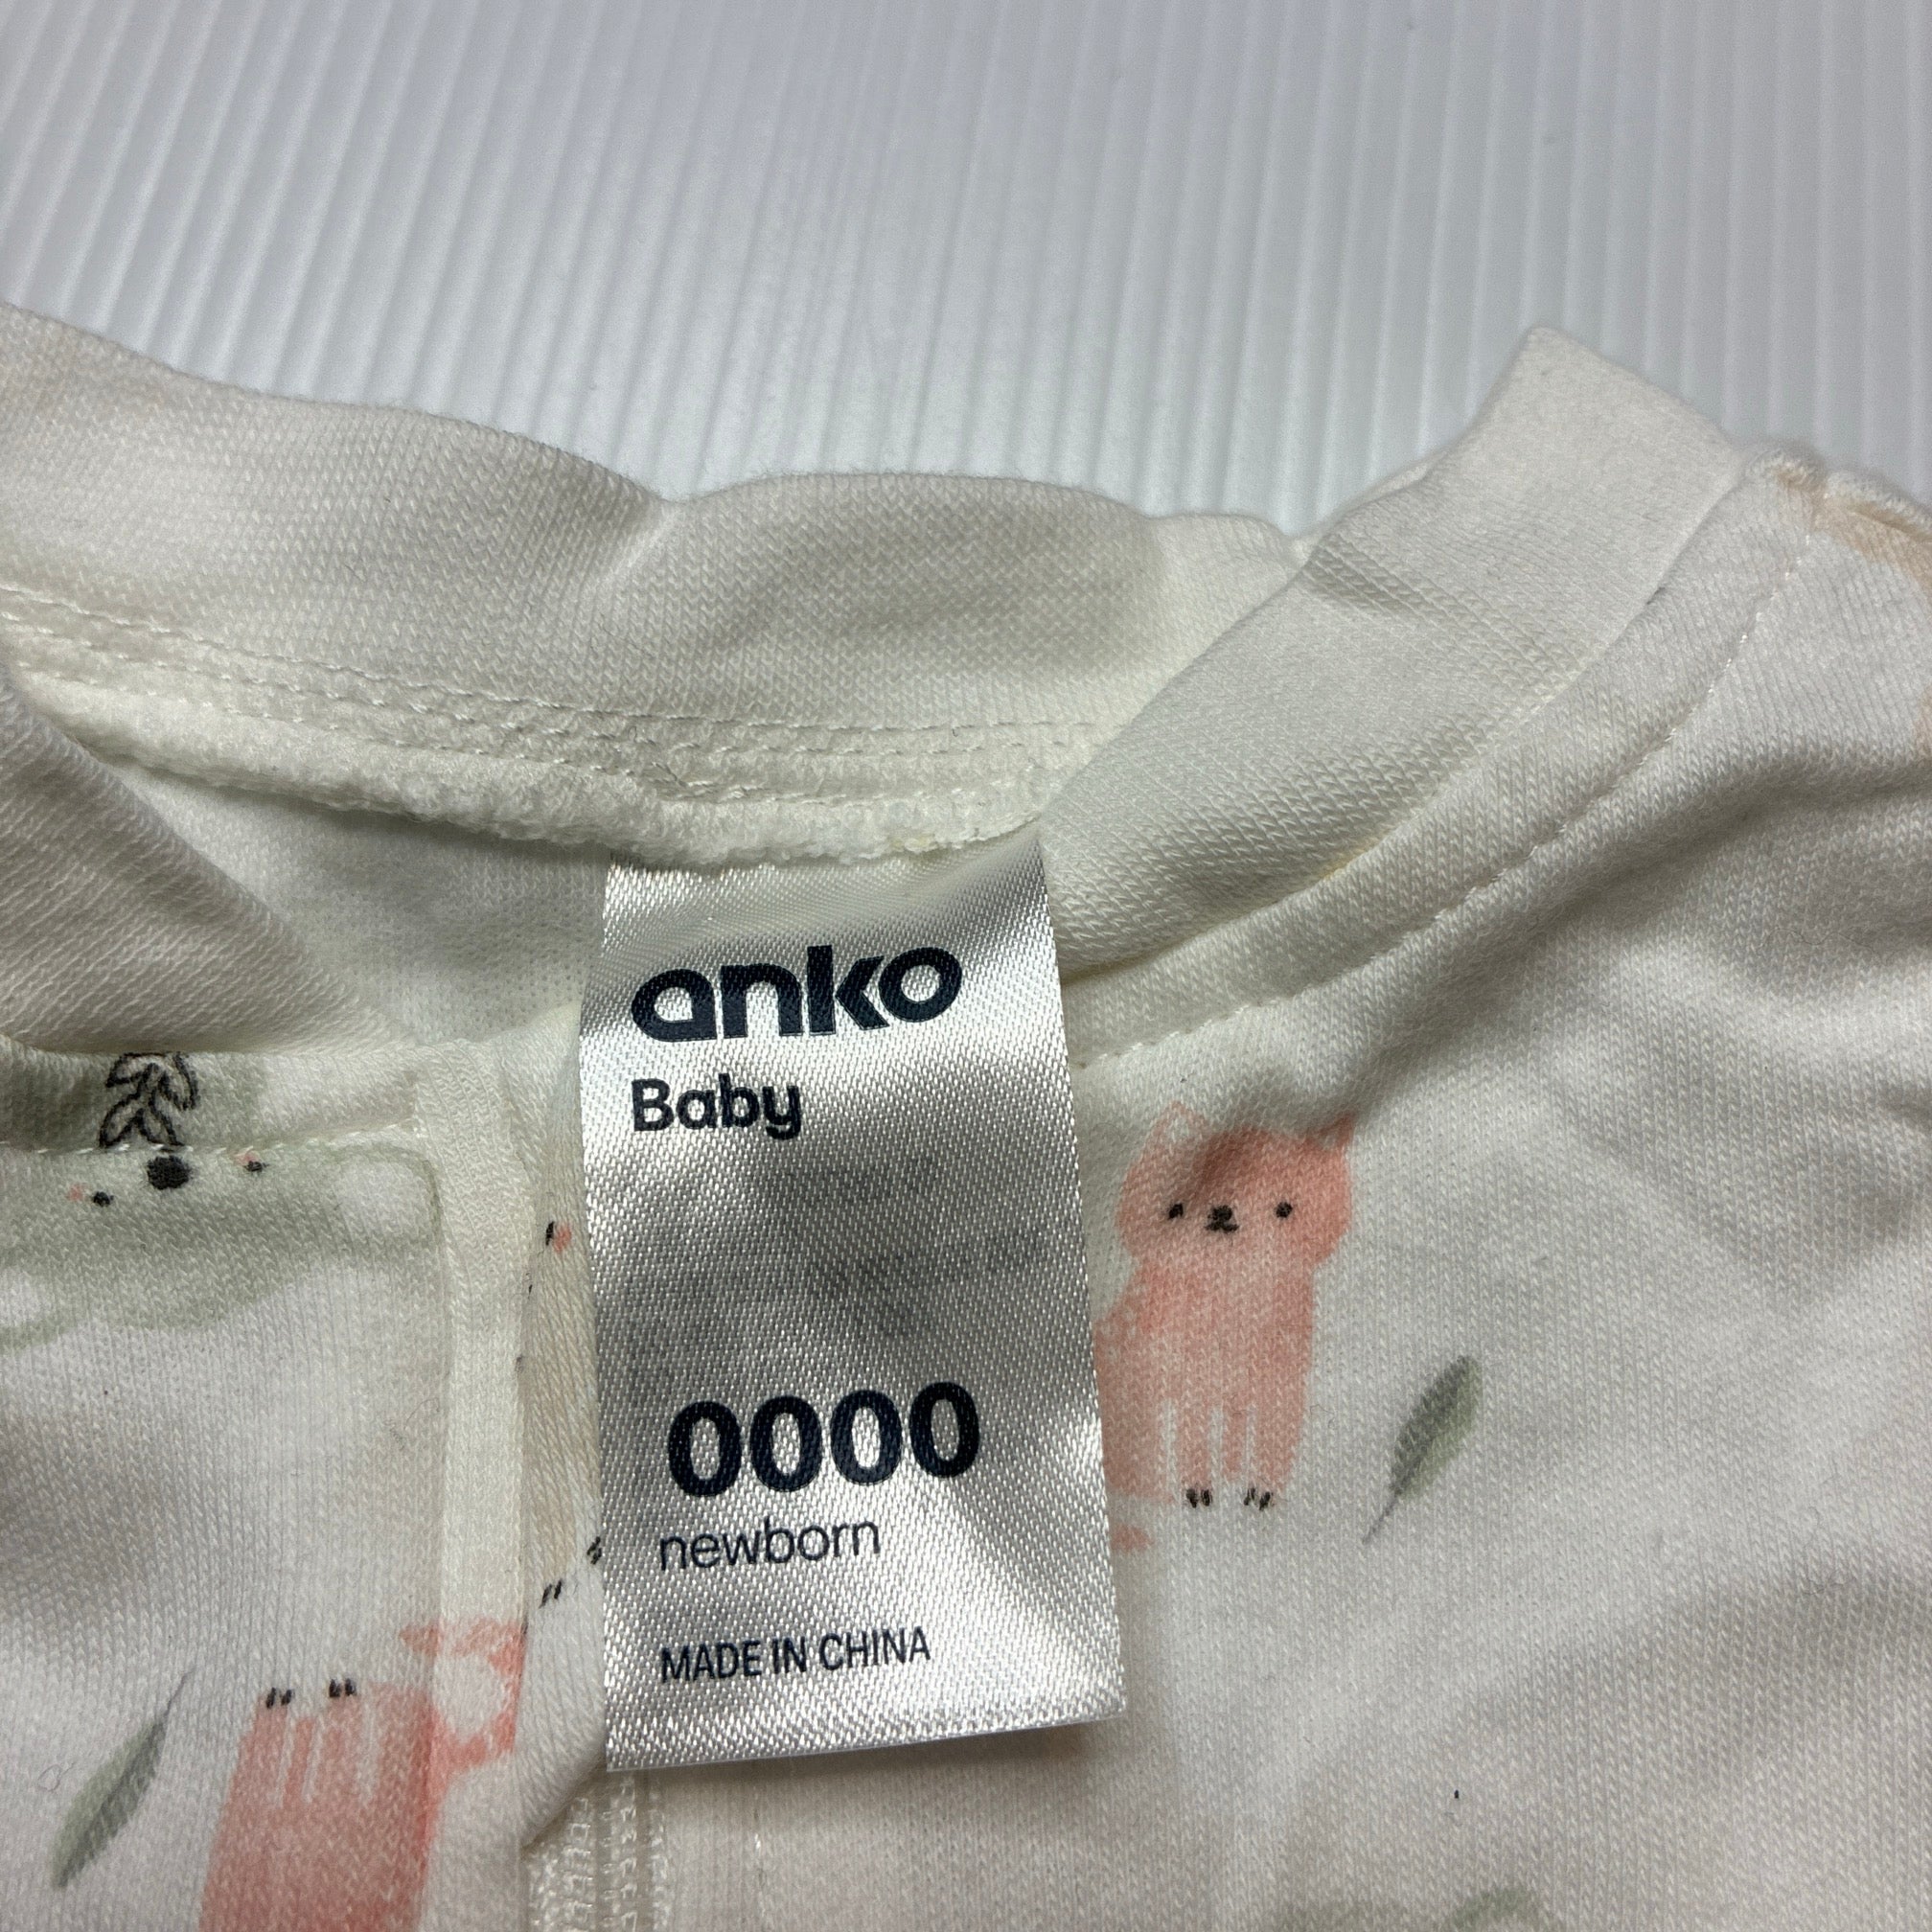 anko
Baby
0000
newborn
MADE IN CHINA